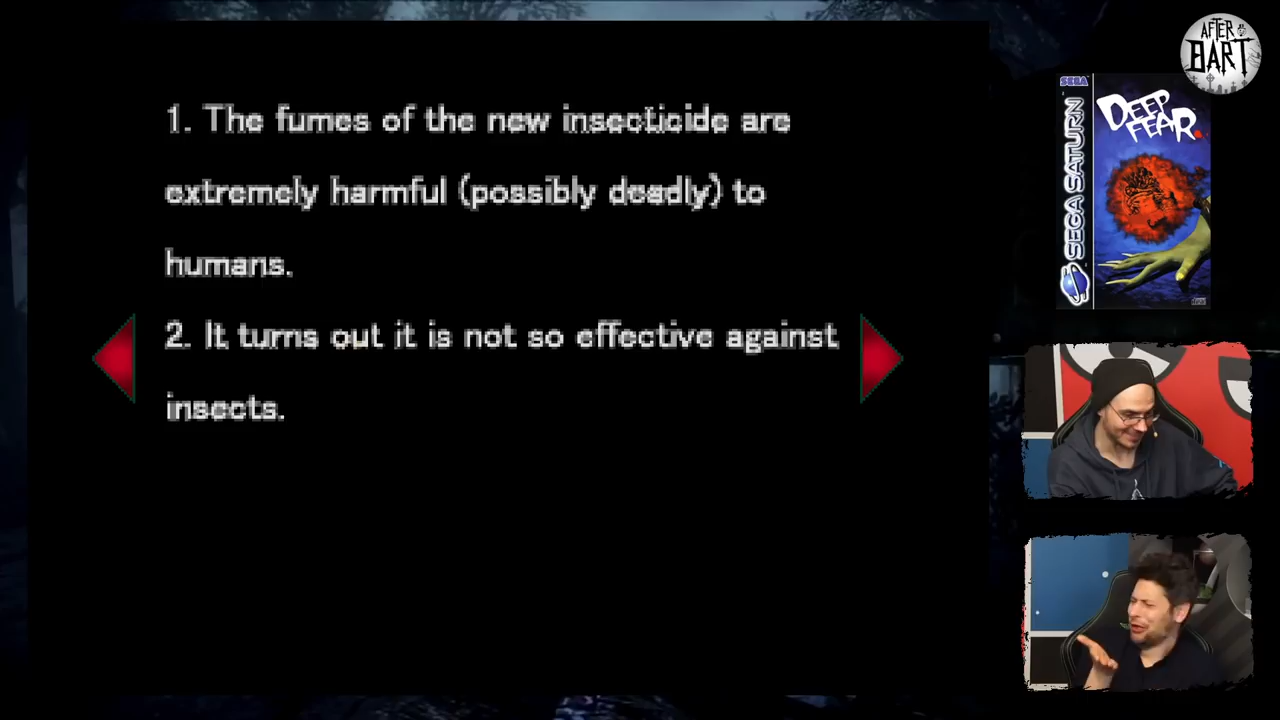 1. The fumes of the new insecticide are
extremely harmful (possibly deadly) to
humans.
2. It turns out it is not so effective against
insects.
AFTER
DART
SEGA
DEEP
FEAR
SEGA SATURN